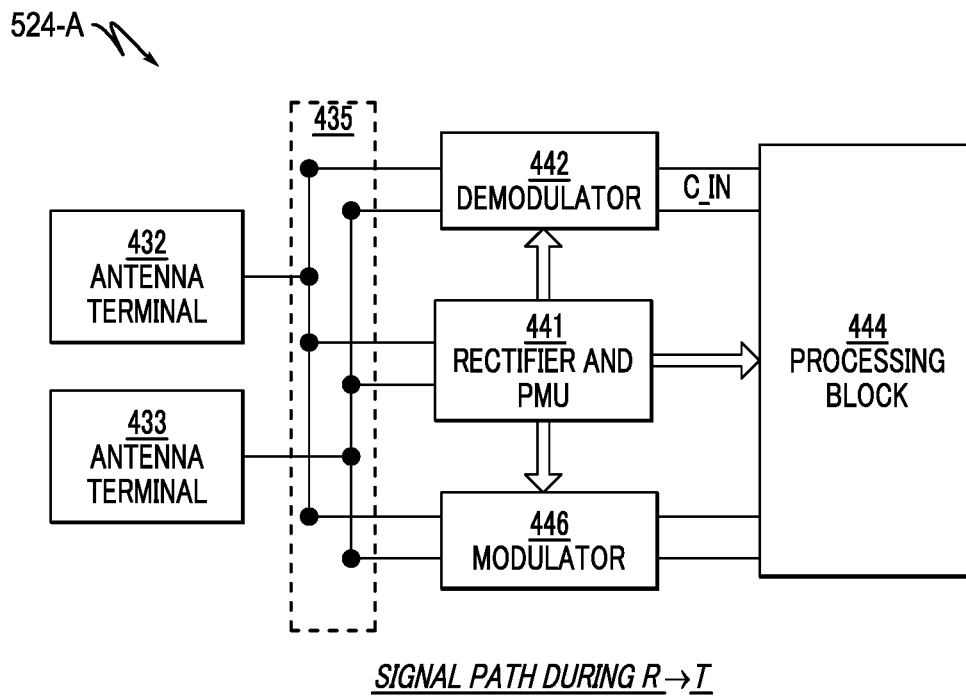 524-A
435
442
DEMODULATOR
C_IN
432
ANTENNA
TERMINAL
441
RECTIFIER AND
PMU
444
PROCESSING
BLOCK
433
ANTENNA
TERMINAL
446
MODULATOR
SIGNAL PATH DURING R→T